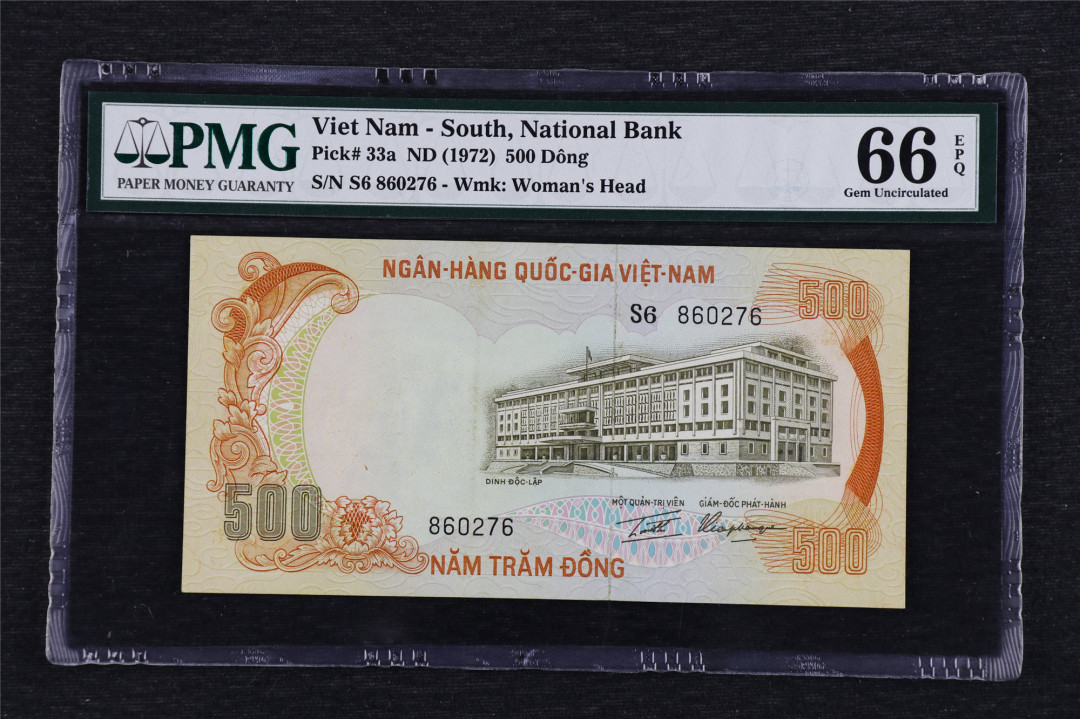 PMG
PAPER MONEY GUARANTY
Viet Nam - South, National Bank
Pick# 33a ND (1972) 500 Dông
S/N S6 860276 - Wmk: Woman's Head
66
EPQ
Gem Uncirculated
NGÂN-HÀNG QUỐC-GIA VIỆT-NAM
500
S6 860276
DINH ĐỘC-LẬP
500
860276
MỘT QUẢN-TRỊ VIÊN GIÁM-ĐỐC PHÁT-HÀNH
NĂM TRĂM ĐỒNG
500